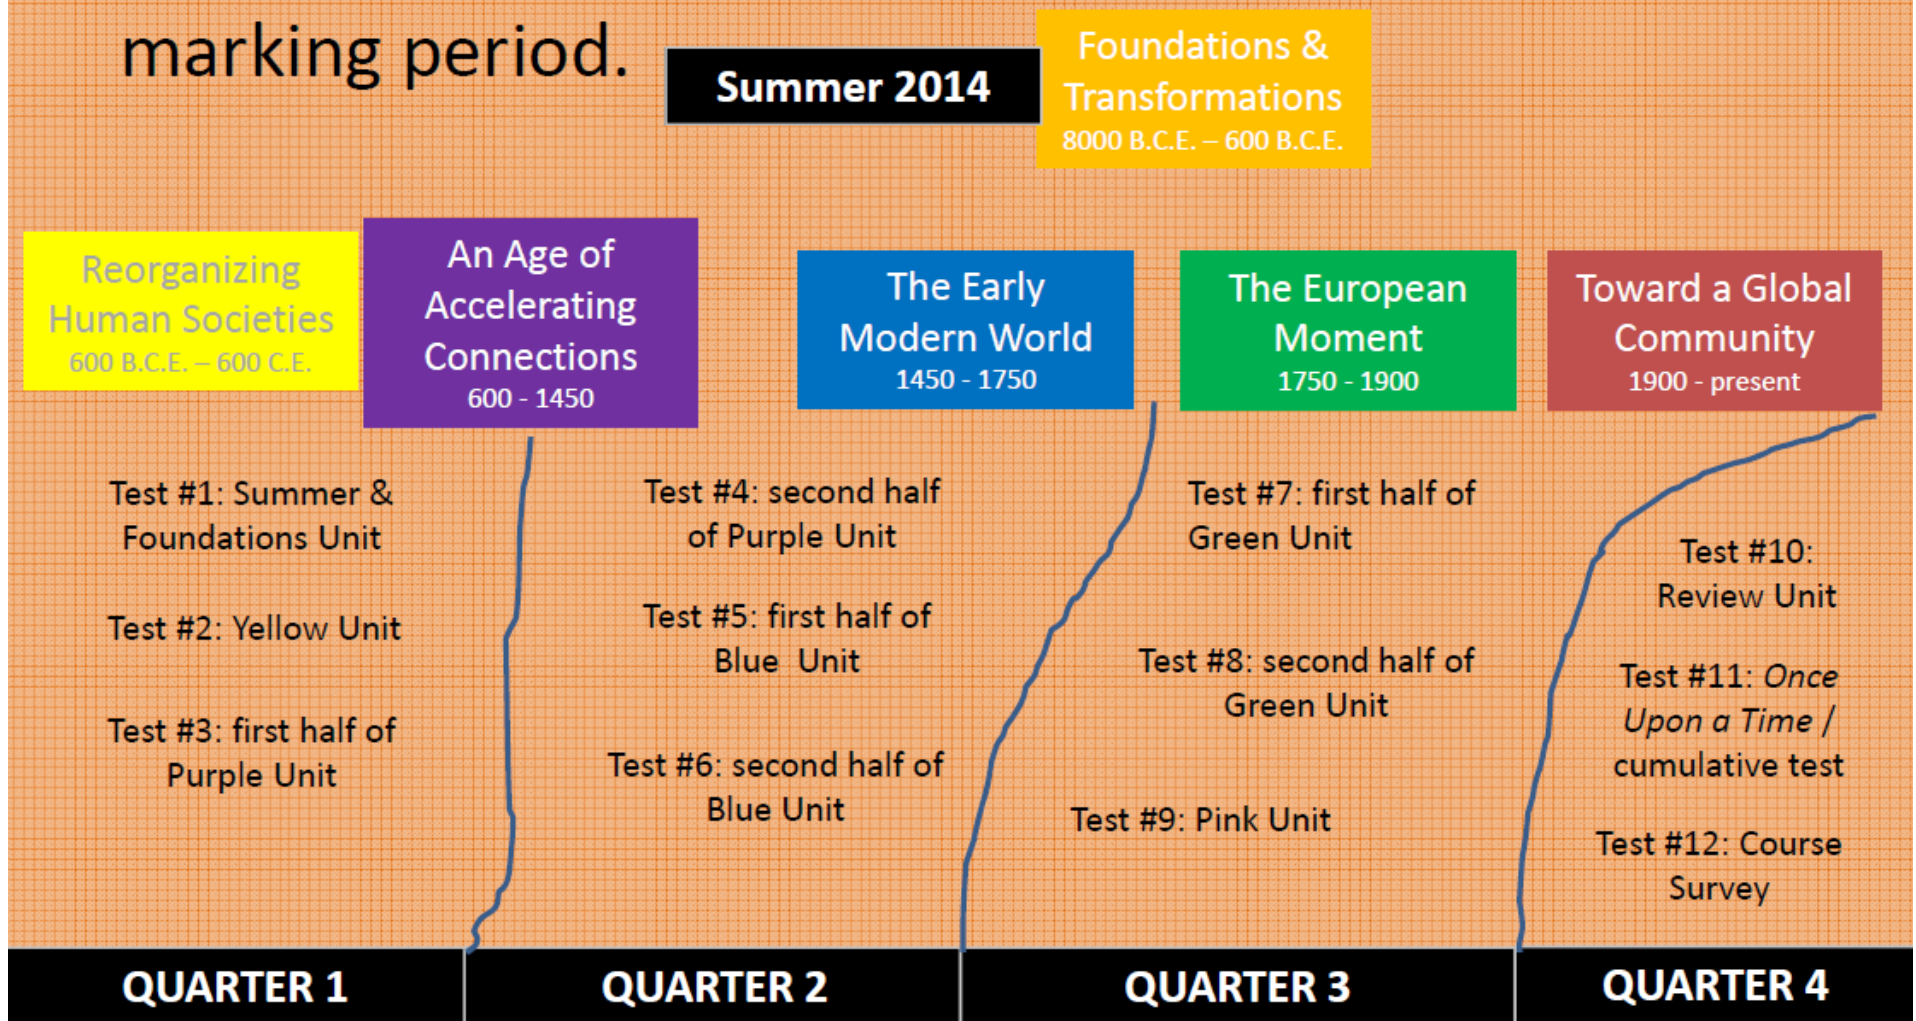 marking period.
Summer 2014
Foundations &
Transformations
8000 B.C.E. – 600 B.C.E.
Reorganizing
Human Societies
600 B.C.E. – 600 C.E.
An Age of
Accelerating
Connections
600 - 1450
The Early
Modern World
1450 - 1750
The European
Moment
1750 - 1900
Toward a Global
Community
1900 - present
Test #1: Summer &
Foundations Unit
Test #2: Yellow Unit
Test #3: first half of
Purple Unit
Test #4: second half
of Purple Unit
Test #5: first half of
Blue  Unit
Test #6: second half of
Blue Unit
Test #7: first half of
Green Unit
Test #8: second half of
Green Unit
Test #9: Pink Unit
Test #10:
Review Unit
Test #11: Once
Upon a Time /
cumulative test
Test #12: Course
Survey
QUARTER 1
QUARTER 2
QUARTER 3
QUARTER 4